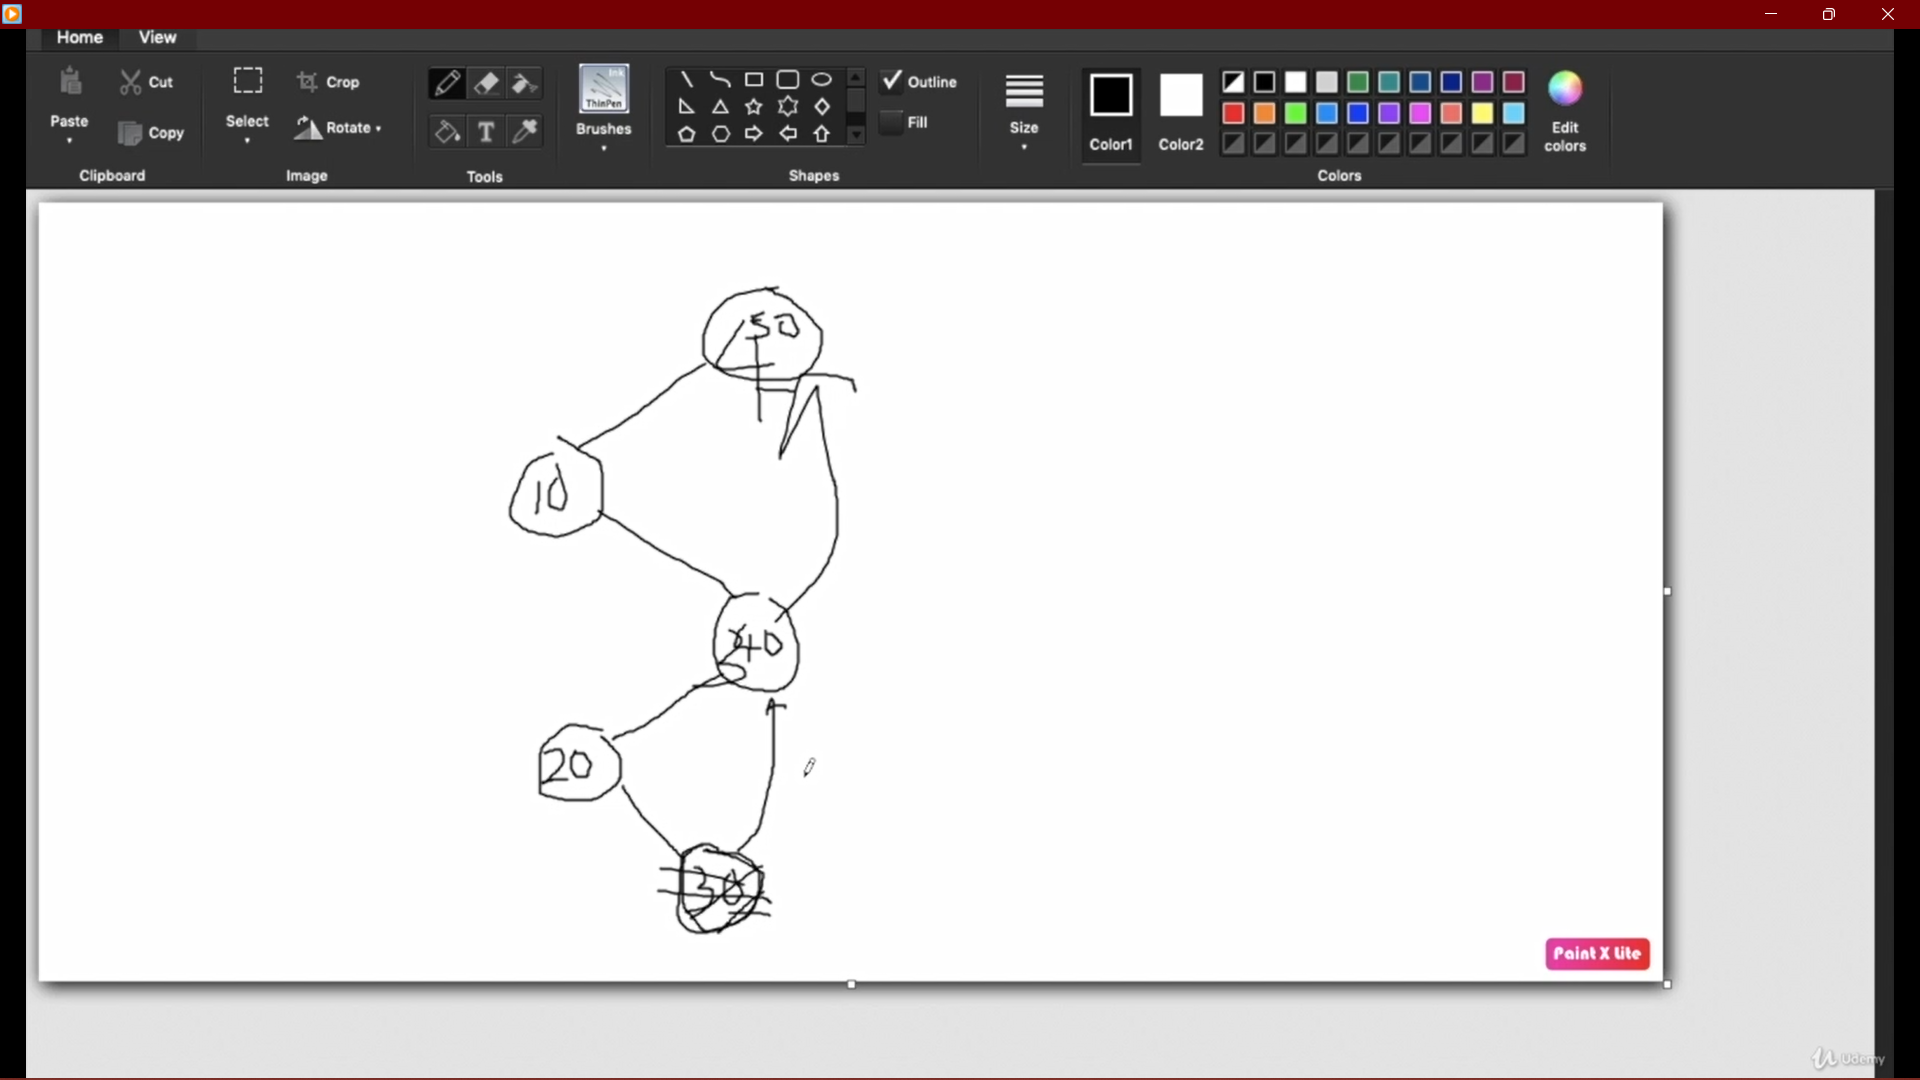 Home View
Paste Cut Copy
Clipboard
Select Crop Rotate
Image
T
Tools
Ink
ThinPen
Brushes
Shapes
Outline
Fill
Size
Color1 Color2
Colors
Edit colors
50
10
40
20
30
Paint X Lite
Udemy